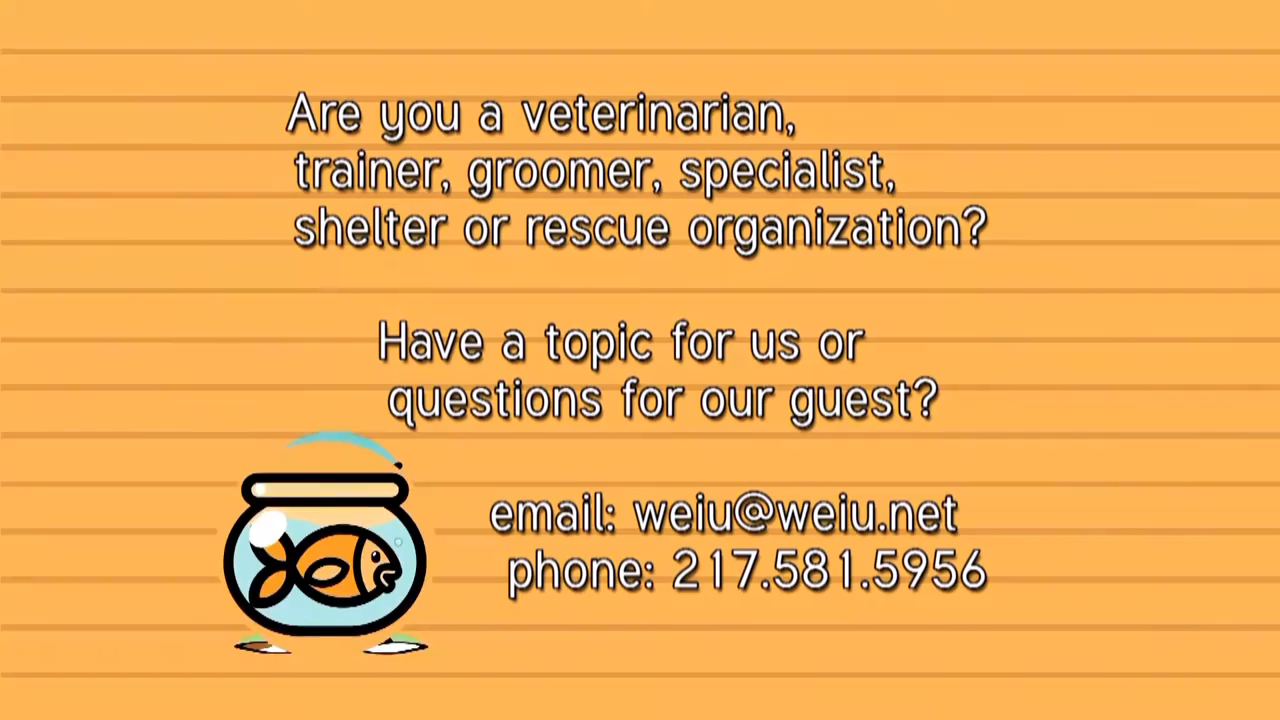 Are you a veterinarian,
trainer, groomer, specialist,
shelter or rescue organization?
Have a topic for us or
questions for our guest?
email: weiu@weiu.net
phone: 217.581.5956